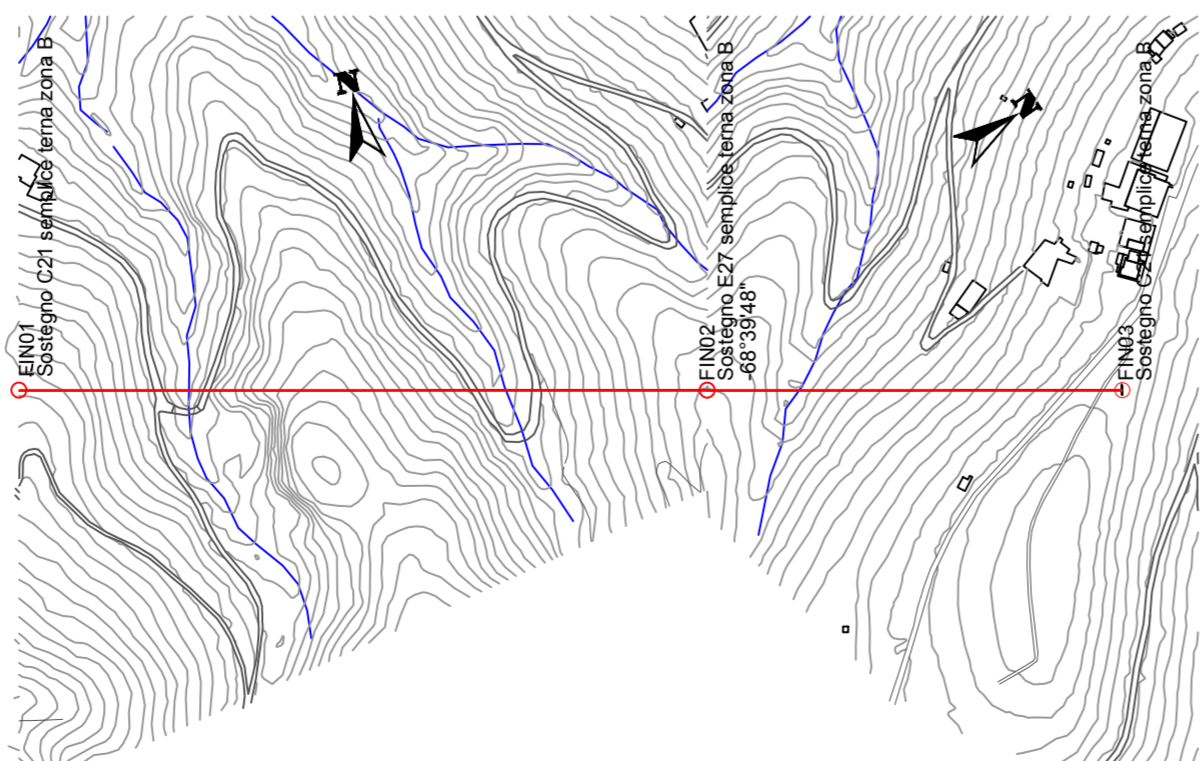 FIN01
Sostegno C21 semplice terna zona B
N
FIN02
Sostegno E27 semplice terna zona B
-68°39'48"
N
FIN03
Sostegno C21 semplice terna zona B